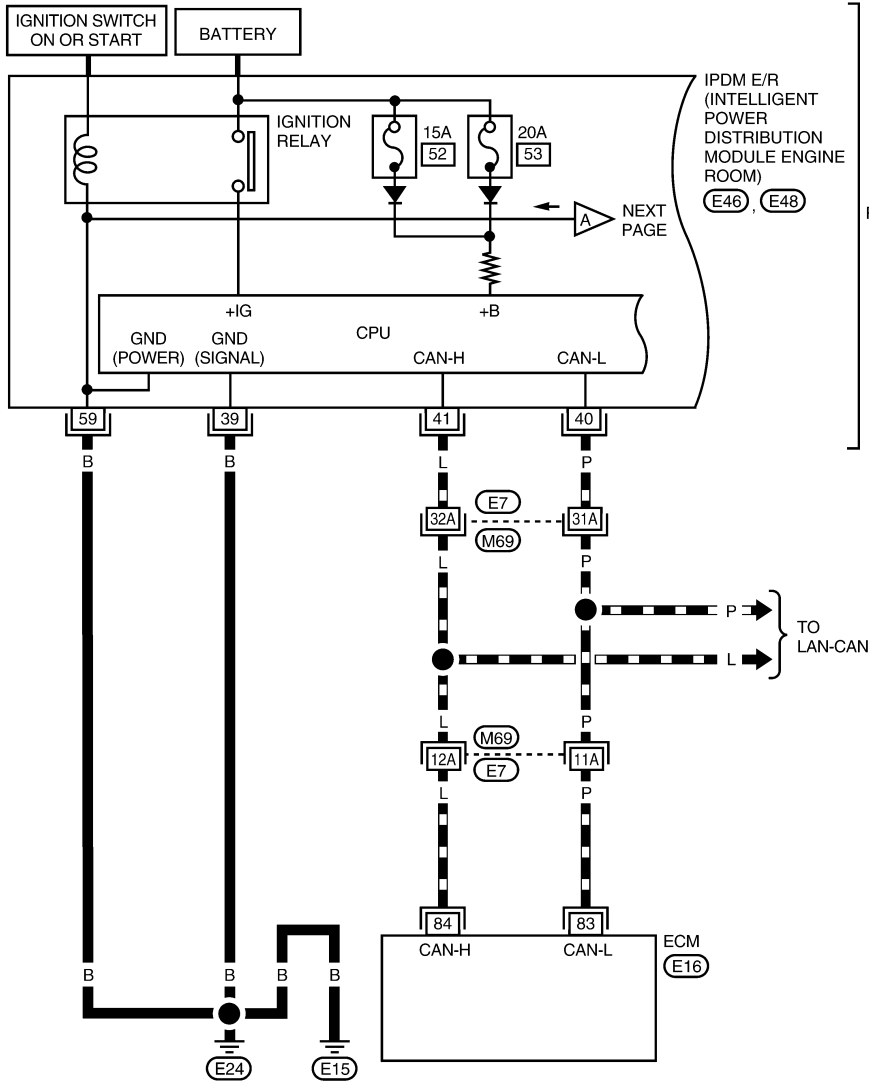 IGNITION SWITCH
ON OR START
BATTERY
IPDM E/R
(INTELLIGENT
POWER
DISTRIBUTION
MODULE ENGINE
ROOM)
E46 , E48
IGNITION
RELAY
15A
52
20A
53
A
NEXT
PAGE
+IG
+B
CPU
GND
(POWER)
GND
(SIGNAL)
CAN-H
CAN-L
59
39
41
40
B
B
L
P
E7
32A
31A
M69
L
P
P
TO
LAN-CAN
L
L
P
M69
12A
11A
E7
L
P
84
83
CAN-H
CAN-L
ECM
E16
B
B
B
B
E24
E15